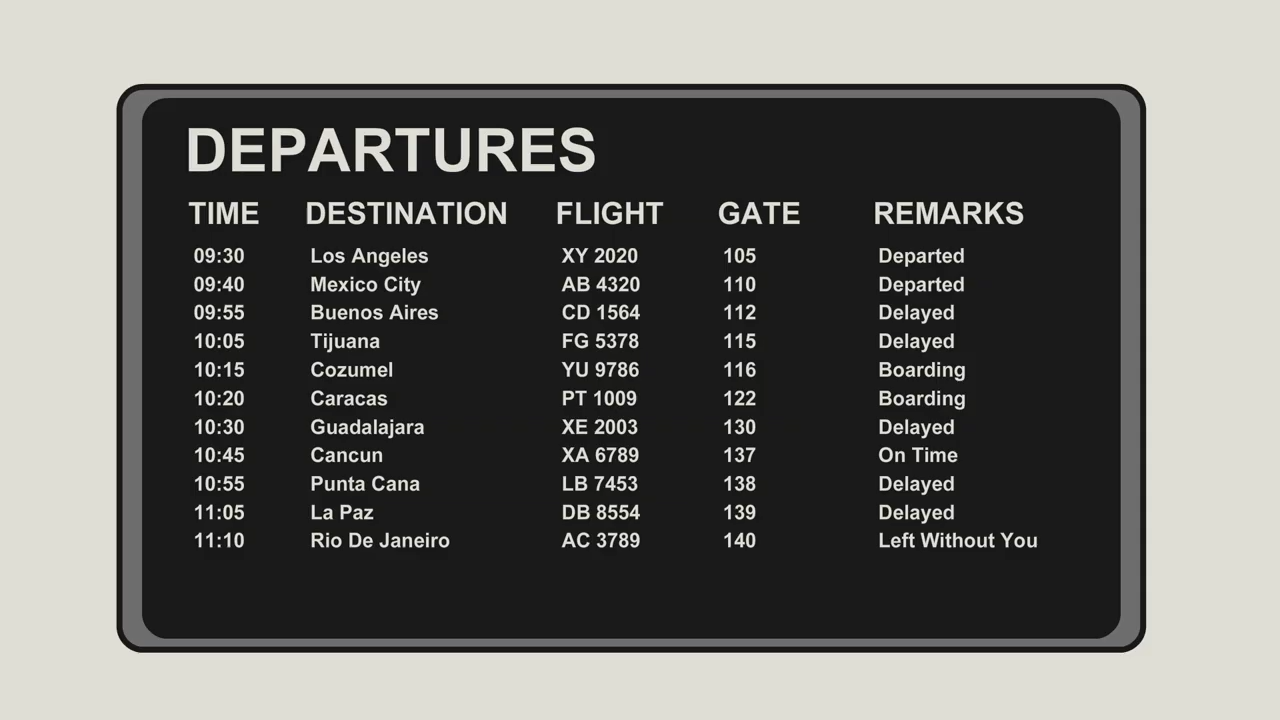 DEPARTURES
TIME DESTINATION FLIGHT GATE REMARKS
09:30 Los Angeles XY 2020 105 Departed
09:40 Mexico City AB 4320 110 Departed
09:55 Buenos Aires CD 1564 112 Delayed
10:05 Tijuana FG 5378 115 Delayed
10:15 Cozumel YU 9786 116 Boarding
10:20 Caracas PT 1009 122 Boarding
10:30 Guadalajara XE 2003 130 Delayed
10:45 Cancun XA 6789 137 On Time
10:55 Punta Cana LB 7453 138 Delayed
11:05 La Paz DB 8554 139 Delayed
11:10 Rio De Janeiro AC 3789 140 Left Without You